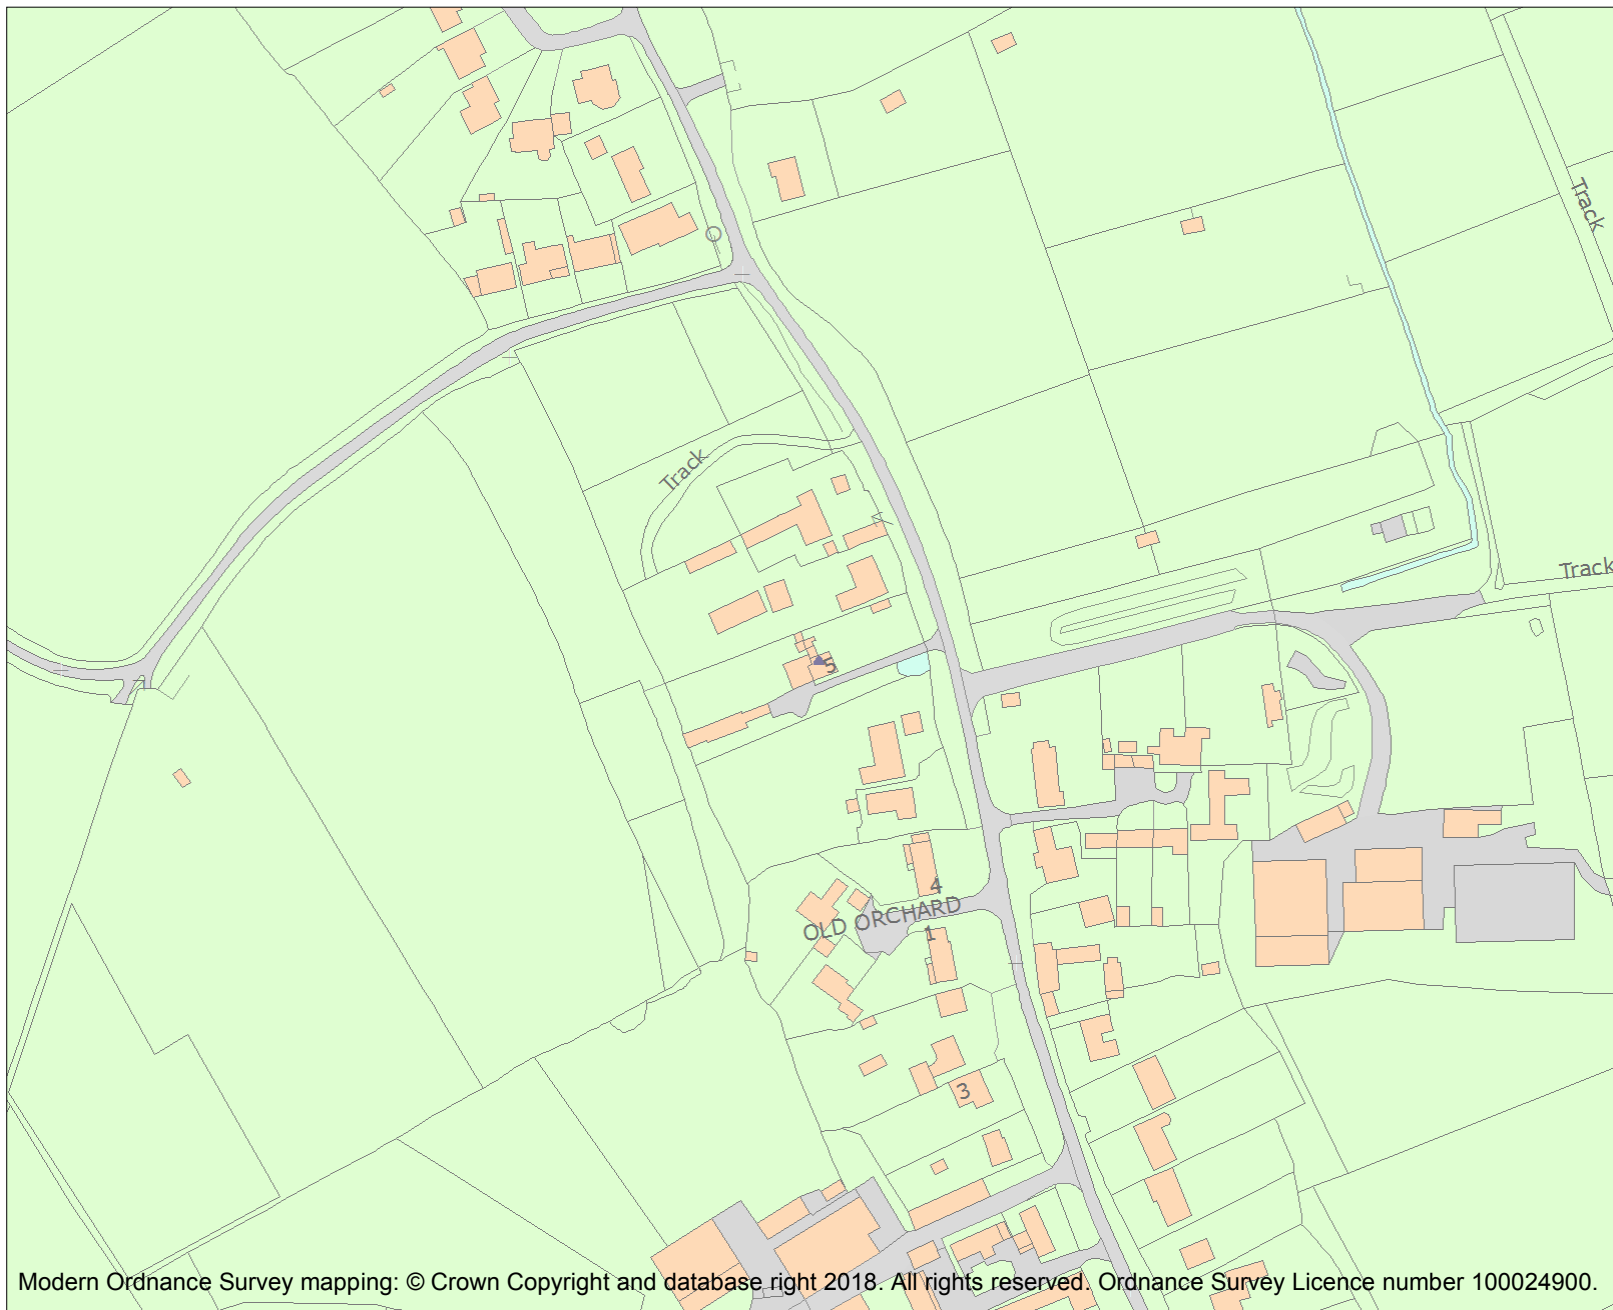 Track
Track
Track
5
4
OLD ORCHARD
1
3
Modern Ordnance Survey mapping: © Crown Copyright and database right 2018. All rights reserved. Ordnance Survey Licence number 100024900.